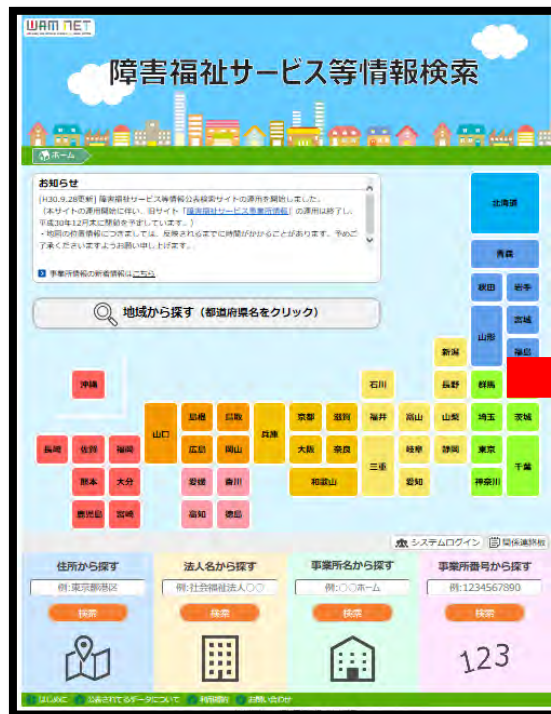 WAM NET
障害福祉サービス等情報検索
ホーム
お知らせ
[H30.9.28更新] 障害福祉サービス等情報公表検索サイトの運用を開始しました。
(本サイトの運用開始に伴い、旧サイト「障害福祉サービス事業所情報」の運用は終了し、
平成30年12月末に閉鎖を予定しています。)
・地図の位置情報につきましては、反映されるまでに時間がかかることがあります。予めご
了承くださいますようお願い申し上げます。
事業所情報の新着情報はこちら
地域から探す(都道府県名をクリック)
北海道
青森
秋田 岩手
山形 宮城
新潟 福島
沖縄 石川 長野 群馬
山口 島根 鳥取 兵庫 京都 滋賀 福井 富山 山梨 埼玉 茨城
長崎 佐賀 福岡 広島 岡山 大阪 奈良 三重 岐阜 静岡 東京 千葉
熊本 大分 愛媛 香川 和歌山 愛知 神奈川
鹿児島 宮崎 高知 徳島
システムログイン 関係連絡板
住所から探す 法人名から探す 事業所名から探す 事業所番号から探す
例:東京都港区 例:社会福祉法人〇〇 例:〇〇ホーム 例:1234567890
検索 検索 検索 検索
123
はじめに 公表されてるデータについて 利用規約 お問い合わせ